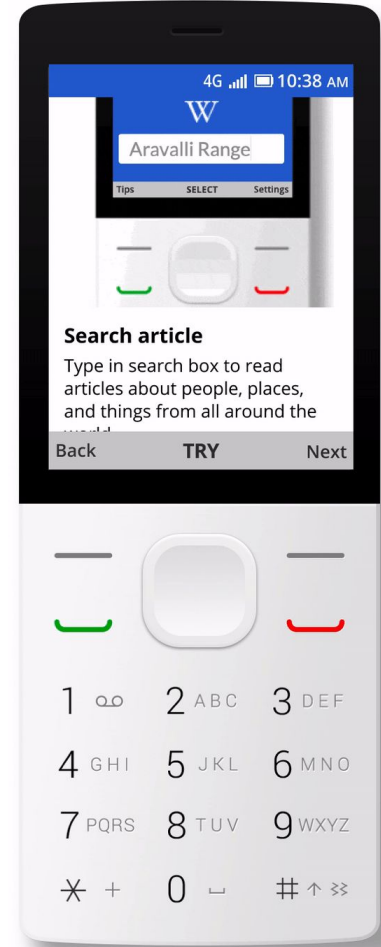 4G 10:38 AM
W
Aravalli Range
Tips SELECT Settings
Search article
Type in search box to read
articles about people, places,
and things from all around the
world
Back TRY Next
1 2 ABC 3 DEF
4 GHI 5 JKL 6 MNO
7 PQRS 8 TUV 9 WXYZ
* + 0 #